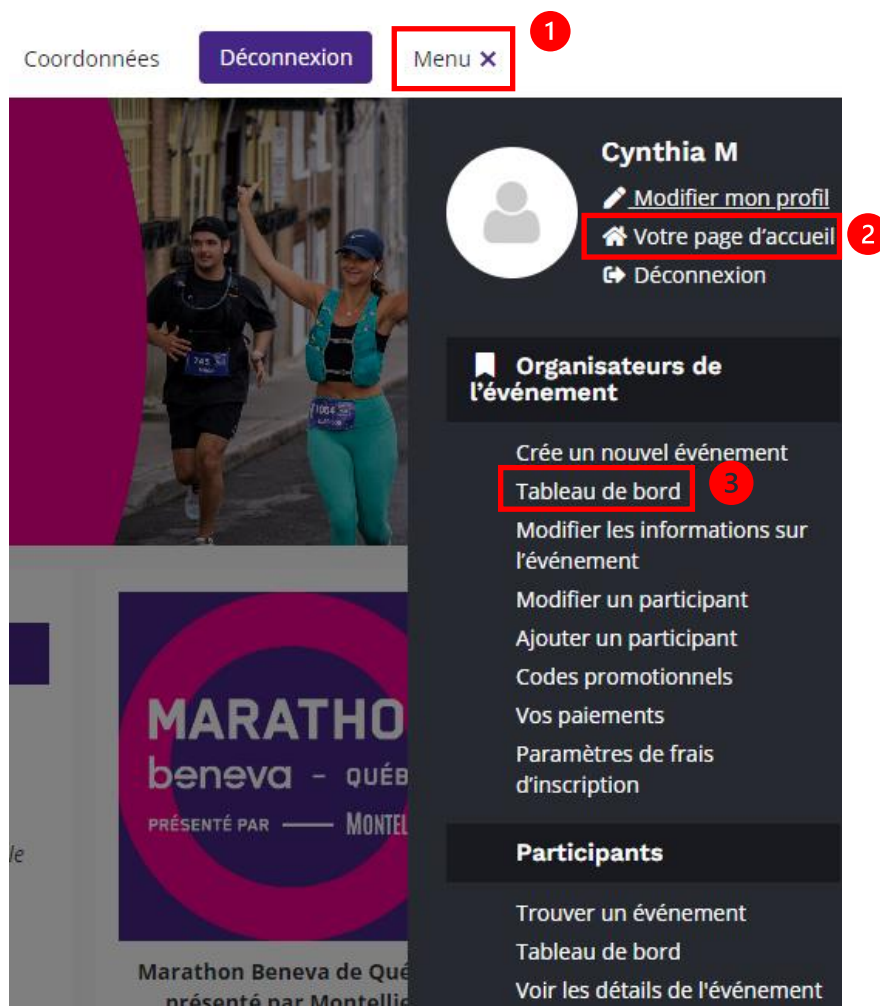 1
Coordonnées Déconnexion Menu ×
Cynthia M
Modifier mon profil
Votre page d’accueil 2
Déconnexion
Organisateurs de
l’événement
Crée un nouvel événement
Tableau de bord 3
Modifier les informations sur
l’événement
Modifier un participant
Ajouter un participant
Codes promotionnels
Vos paiements
Paramètres de frais
d’inscription
Participants
Trouver un événement
Tableau de bord
Voir les détails de l'événement
745
1064
MARATHO
beneva - QUÉB
PRÉSENTÉ PAR — MONTEL
le
Marathon Beneva de Qué
présenté par Montellie